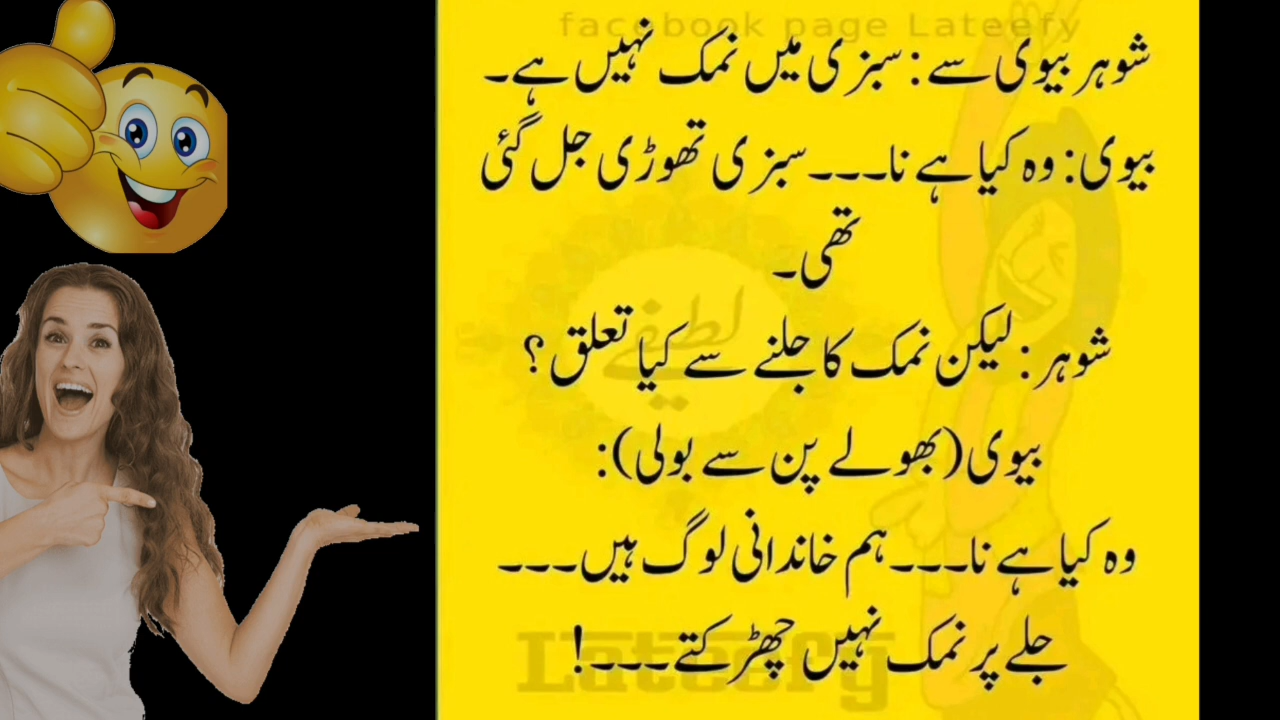 facebook page Lateefy
شوہر بیوی سے : سبزی میں نمک نہیں ہے۔
بیوی: وہ کیا ہے نا۔۔۔ سبزی تھوڑی جل گئی
تھی۔
لطیفے
شوہر : لیکن نمک کا جلنے سے کیا تعلق ؟
بیوی (بھولے پن سے بولی):
وہ کیا ہے نا۔۔۔ ہم خاندانی لوگ ہیں۔۔۔
جلے پر نمک نہیں چھڑکتے۔۔۔!
Lateefy